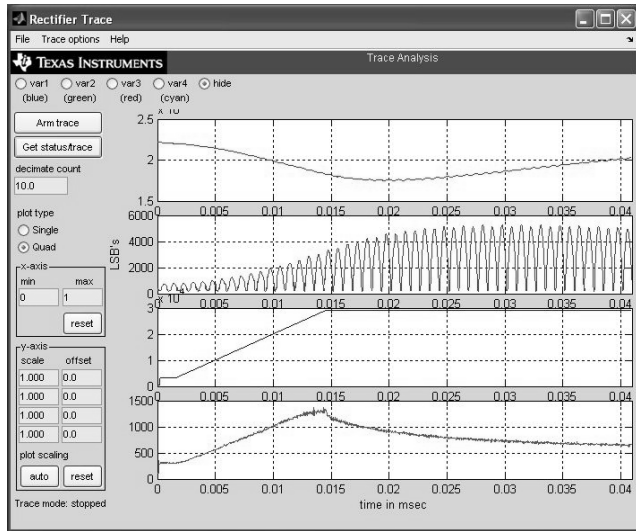 Rectifier Trace
File Trace options Help
TEXAS INSTRUMENTS
Trace Analysis
var1 var2 var3 var4 hide
(blue) (green) (red) (cyan)
Arm trace
Get status/trace
decimate count
10.0
plot type
Single
Quad
x-axis
min max
0 1
reset
y-axis
scale offset
1.000 0.0
1.000 0.0
1.000 0.0
1.000 0.0
plot scaling
auto reset
Trace mode: stopped
LSB's
2.5
2
1.5
0 0.005 0.01 0.015 0.02 0.025 0.03 0.035 0.04
6000
4000
2000
0
0 0.005 0.01 0.015 0.02 0.025 0.03 0.035 0.04
3
2
1
0
0 0.005 0.01 0.015 0.02 0.025 0.03 0.035 0.04
1500
1000
500
0
0 0.005 0.01 0.015 0.02 0.025 0.03 0.035 0.04
time in msec